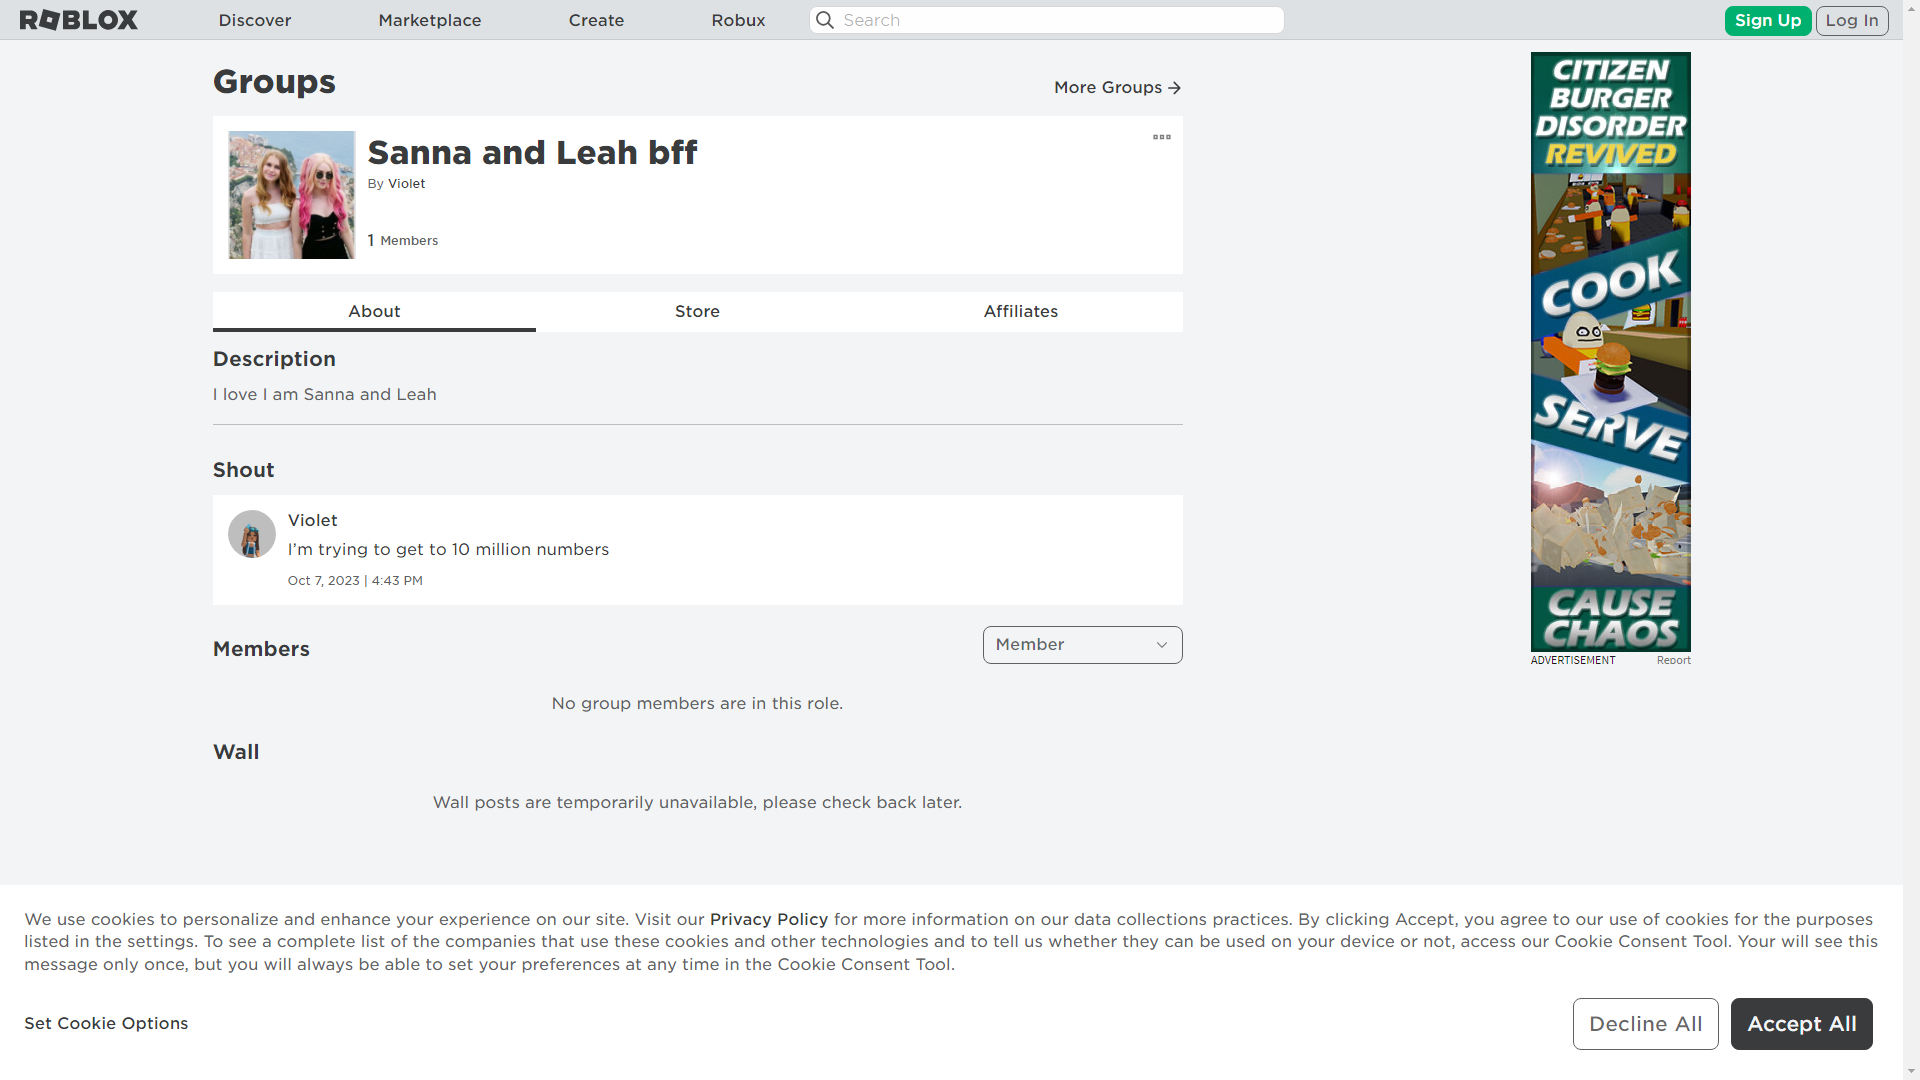 ROBLOX
Discover
Marketplace
Create
Robux
Search
Sign Up
Log In
Groups
More Groups
Sanna and Leah bff
By Violet
1 Members
About
Store
Affiliates
Description
I love I am Sanna and Leah
Shout
Violet
I’m trying to get to 10 million numbers
Oct 7, 2023 | 4:43 PM
Members
Member
No group members are in this role.
Wall
Wall posts are temporarily unavailable, please check back later.
CITIZEN
BURGER
DISORDER
REVIVED
COOK
SERVE
CAUSE
CHAOS
ADVERTISEMENT
Report
We use cookies to personalize and enhance your experience on our site. Visit our Privacy Policy for more information on our data collections practices. By clicking Accept, you agree to our use of cookies for the purposes
listed in the settings. To see a complete list of the companies that use these cookies and other technologies and to tell us whether they can be used on your device or not, access our Cookie Consent Tool. Your will see this
message only once, but you will always be able to set your preferences at any time in the Cookie Consent Tool.
Set Cookie Options
Decline All
Accept All